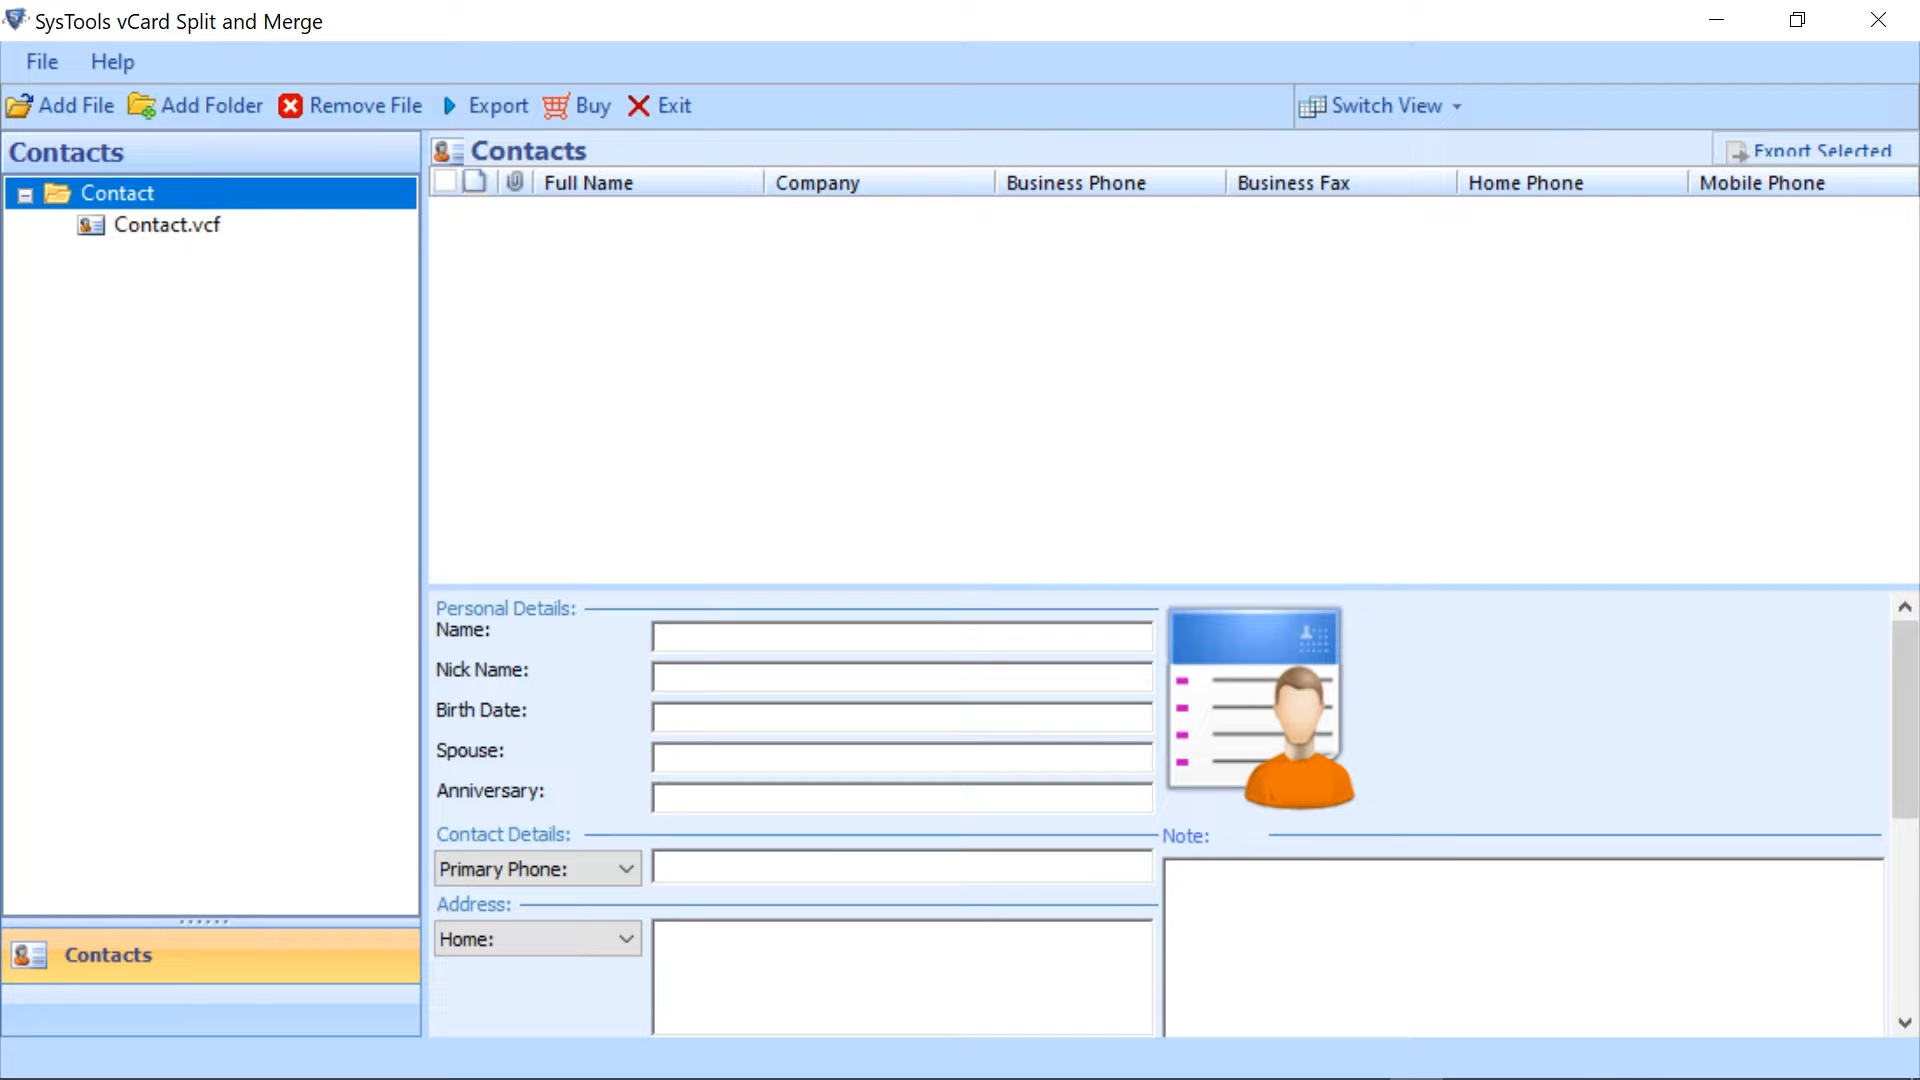 SysTools vCard Split and Merge
File Help
Add File Add Folder Remove File Export Buy Exit Switch View
Contacts
Contact
Contact.vcf
Contacts
Contacts Export Selected
Full Name Company Business Phone Business Fax Home Phone Mobile Phone
Personal Details:
Name:
Nick Name:
Birth Date:
Spouse:
Anniversary:
Contact Details:
Primary Phone:
Address:
Home:
Note: